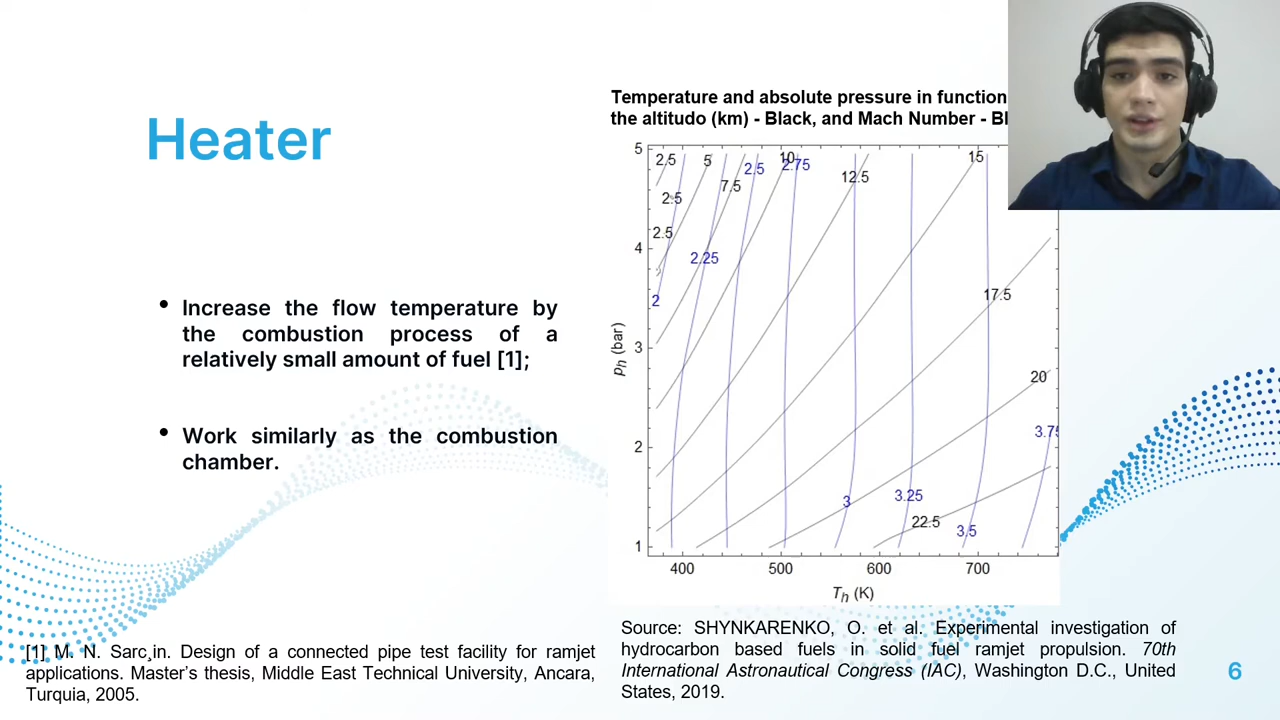 Heater
Increase the flow temperature by
the combustion process of a
relatively small amount of fuel [1];
Work similarly as the combustion
chamber.
[1] M. N. Sarc¸in. Design of a connected pipe test facility for ramjet
applications. Master's thesis, Middle East Technical University, Ancara,
Turquia, 2005.
Temperature and absolute pressure in function
the altitudo (km) - Black, and Mach Number - Bl
5
4
3
2
1
p_h (bar)
2,5
5
10
15
2.5
2.75
12.5
7.5
2.5
2.5
2.25
2
17.5
20
3.75
3
3.25
22.5
3.5
400 500 600 700
T_h (K)
Source: SHYNKARENKO, O. et al. Experimental investigation of
hydrocarbon based fuels in solid fuel ramjet propulsion. 70th
International Astronautical Congress (IAC), Washington D.C., United
States, 2019.
6